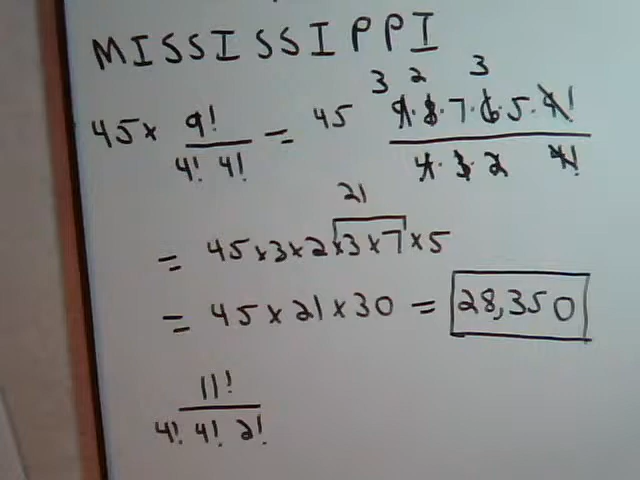 MISSISSIPPI
3 2 3
45 × 9!/4! 4! = 45 9·8·7·6·5·4!/4·3·2 4!
21
= 45×3×2×3×7×5
= 45×21×30 = 28,350
11!/4! 4! 2!